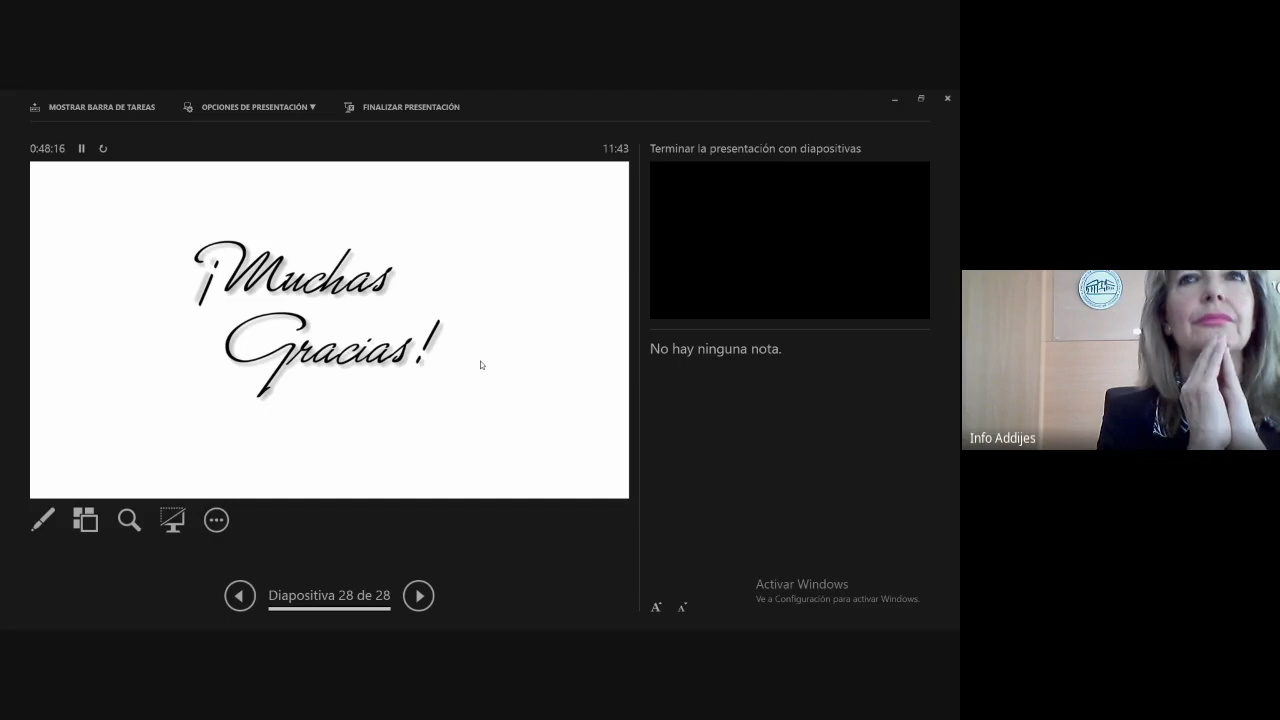 MOSTRAR BARRA DE TAREAS OPCIONES DE PRESENTACIÓN ▼ FINALIZAR PRESENTACIÓN
0:48:16 11:43
¡Muchas
Gracias!
Diapositiva 28 de 28
Terminar la presentación con diapositivas
No hay ninguna nota.
A A
Activar Windows
Ve a Configuración para activar Windows.
Info Addijes